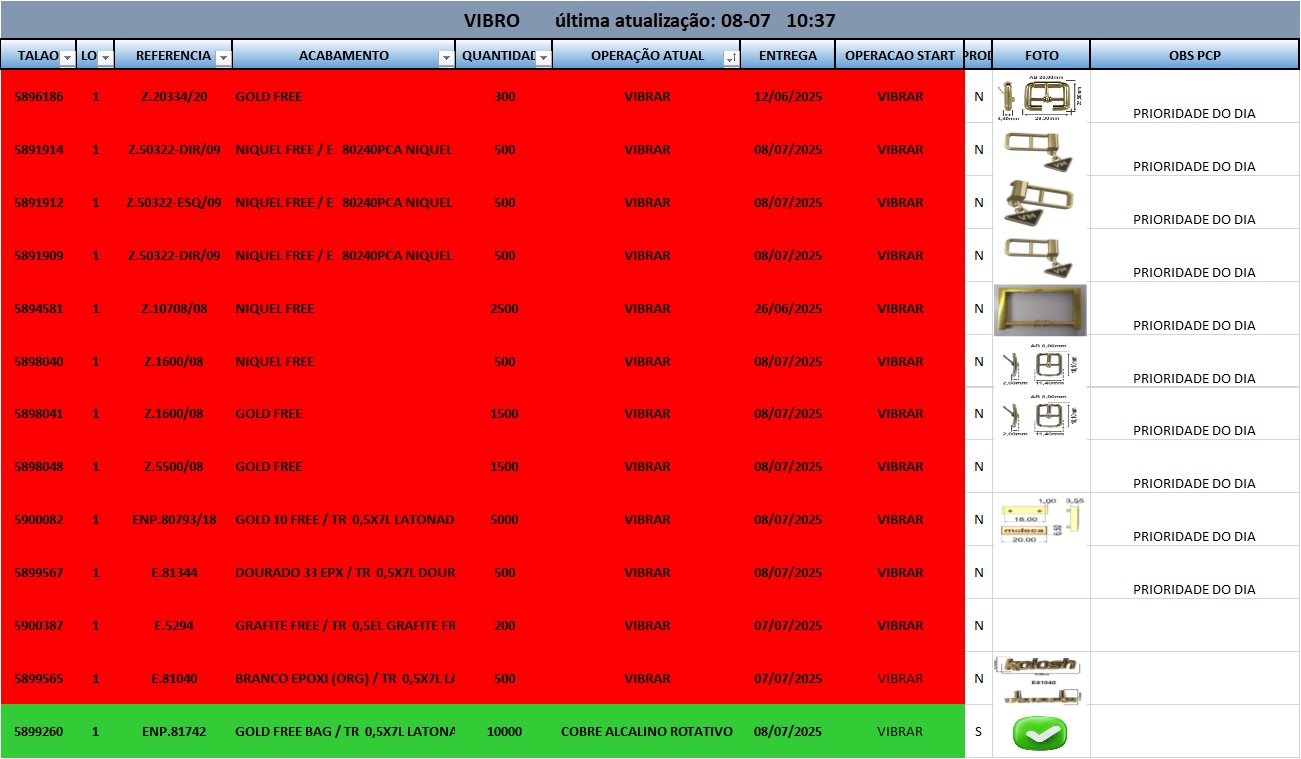 VIBRO última atualização: 08-07 10:37
TALAO LO REFERENCIA ACABAMENTO QUANTIDAD OPERAÇÃO ATUAL ENTREGA OPERACAO START PROD FOTO OBS PCP
5896186 1 Z.20334/20 GOLD FREE 300 VIBRAR 12/06/2025 VIBRAR N PRIORIDADE DO DIA
5891914 1 Z.50322-DIR/09 NIQUEL FREE / E 80240PCA NIQUEL 500 VIBRAR 08/07/2025 VIBRAR N PRIORIDADE DO DIA
5891912 1 Z.50322-ESQ/09 NIQUEL FREE / E 80240PCA NIQUEL 500 VIBRAR 08/07/2025 VIBRAR N PRIORIDADE DO DIA
5891909 1 Z.50322-DIR/09 NIQUEL FREE / E 80240PCA NIQUEL 500 VIBRAR 08/07/2025 VIBRAR N PRIORIDADE DO DIA
5894581 1 Z.10708/08 NIQUEL FREE 2500 VIBRAR 26/06/2025 VIBRAR N PRIORIDADE DO DIA
5898040 1 Z.1600/08 NIQUEL FREE 500 VIBRAR 08/07/2025 VIBRAR N AB 8,00mm 2,00mm 11,40mm PRIORIDADE DO DIA
5898041 1 Z.1600/08 GOLD FREE 1500 VIBRAR 08/07/2025 VIBRAR N AB 8,00mm 2,00mm 11,40mm PRIORIDADE DO DIA
5898048 1 Z.5500/08 GOLD FREE 1500 VIBRAR 08/07/2025 VIBRAR N PRIORIDADE DO DIA
5900082 1 ENP.80793/18 GOLD 10 FREE / TR 0,5X7L LATONAD 5000 VIBRAR 08/07/2025 VIBRAR N 1.00 3.55 18.00 moleca 6.50 20.00 PRIORIDADE DO DIA
5899567 1 E.81344 DOURADO 33 EPX / TR 0,5X7L DOUR 500 VIBRAR 08/07/2025 VIBRAR N PRIORIDADE DO DIA
5900387 1 E.5294 GRAFITE FREE / TR 0,5EL GRAFITE FR 200 VIBRAR 07/07/2025 VIBRAR N
5899565 1 E.81040 BRANCO EPOXI (ORG) / TR 0,5X7L LA 500 VIBRAR 07/07/2025 VIBRAR N kolosh E81040
5899260 1 ENP.81742 GOLD FREE BAG / TR 0,5X7L LATONA 10000 COBRE ALCALINO ROTATIVO 08/07/2025 VIBRAR S